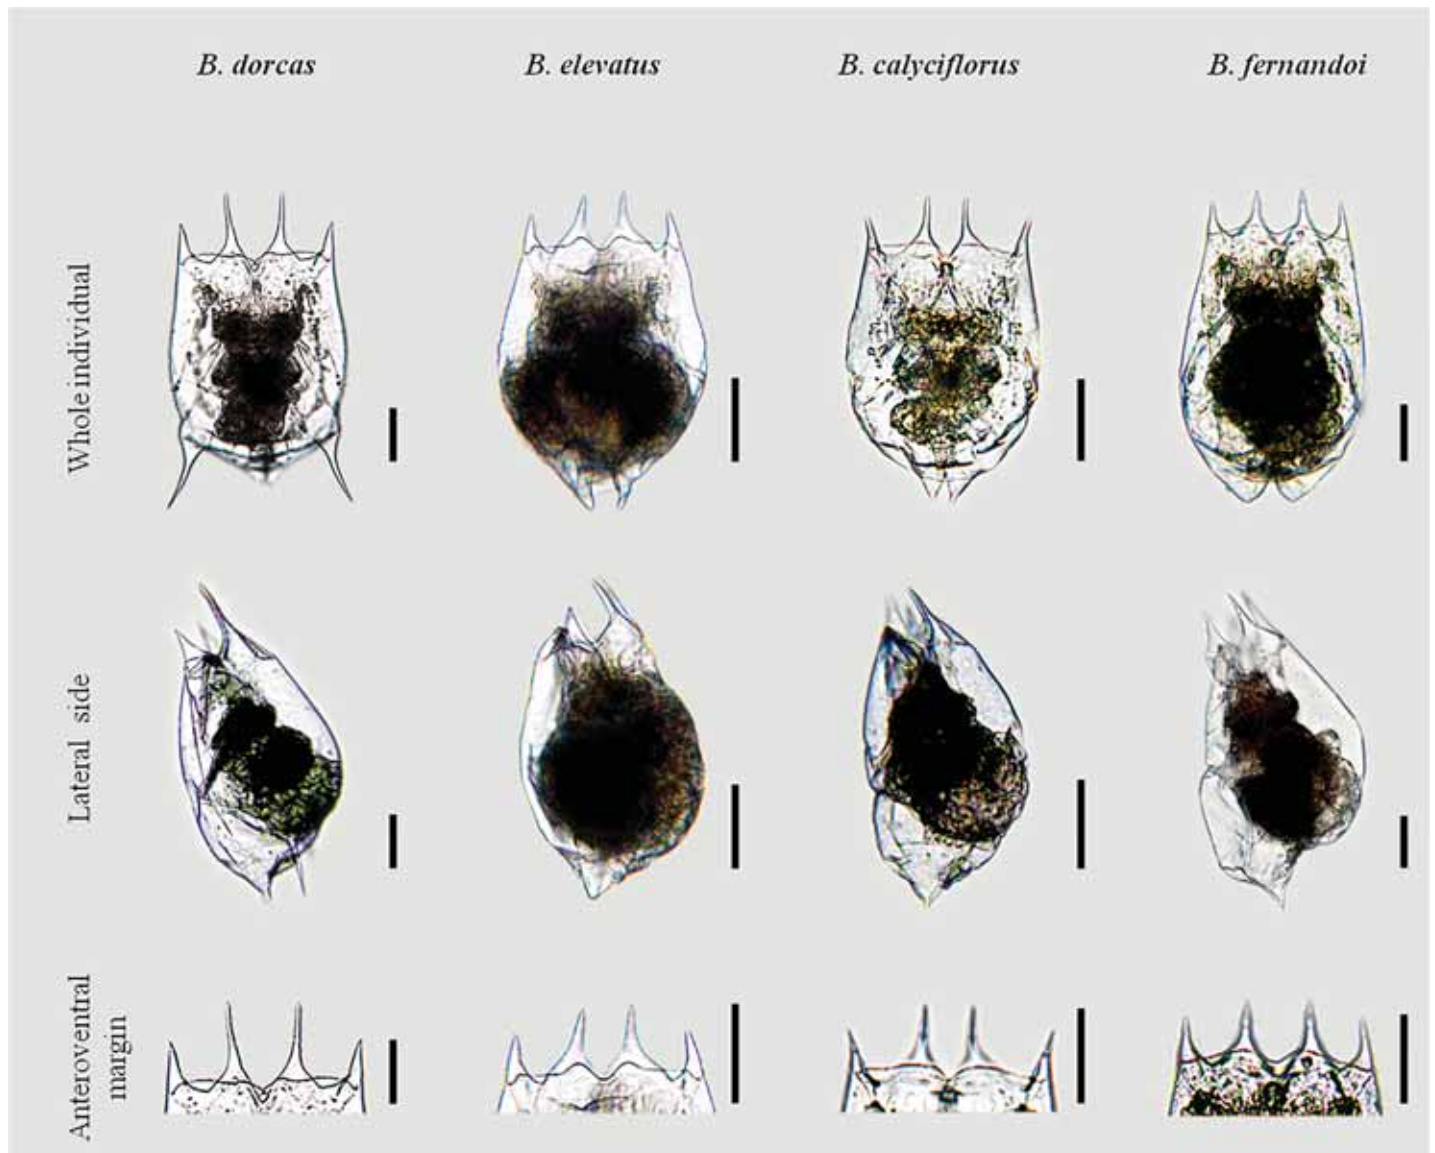 B. dorcas
B. elevatus
B. calyciflorus
B. fernandoi
Whole individual
Lateral side
Anteroventral
margin